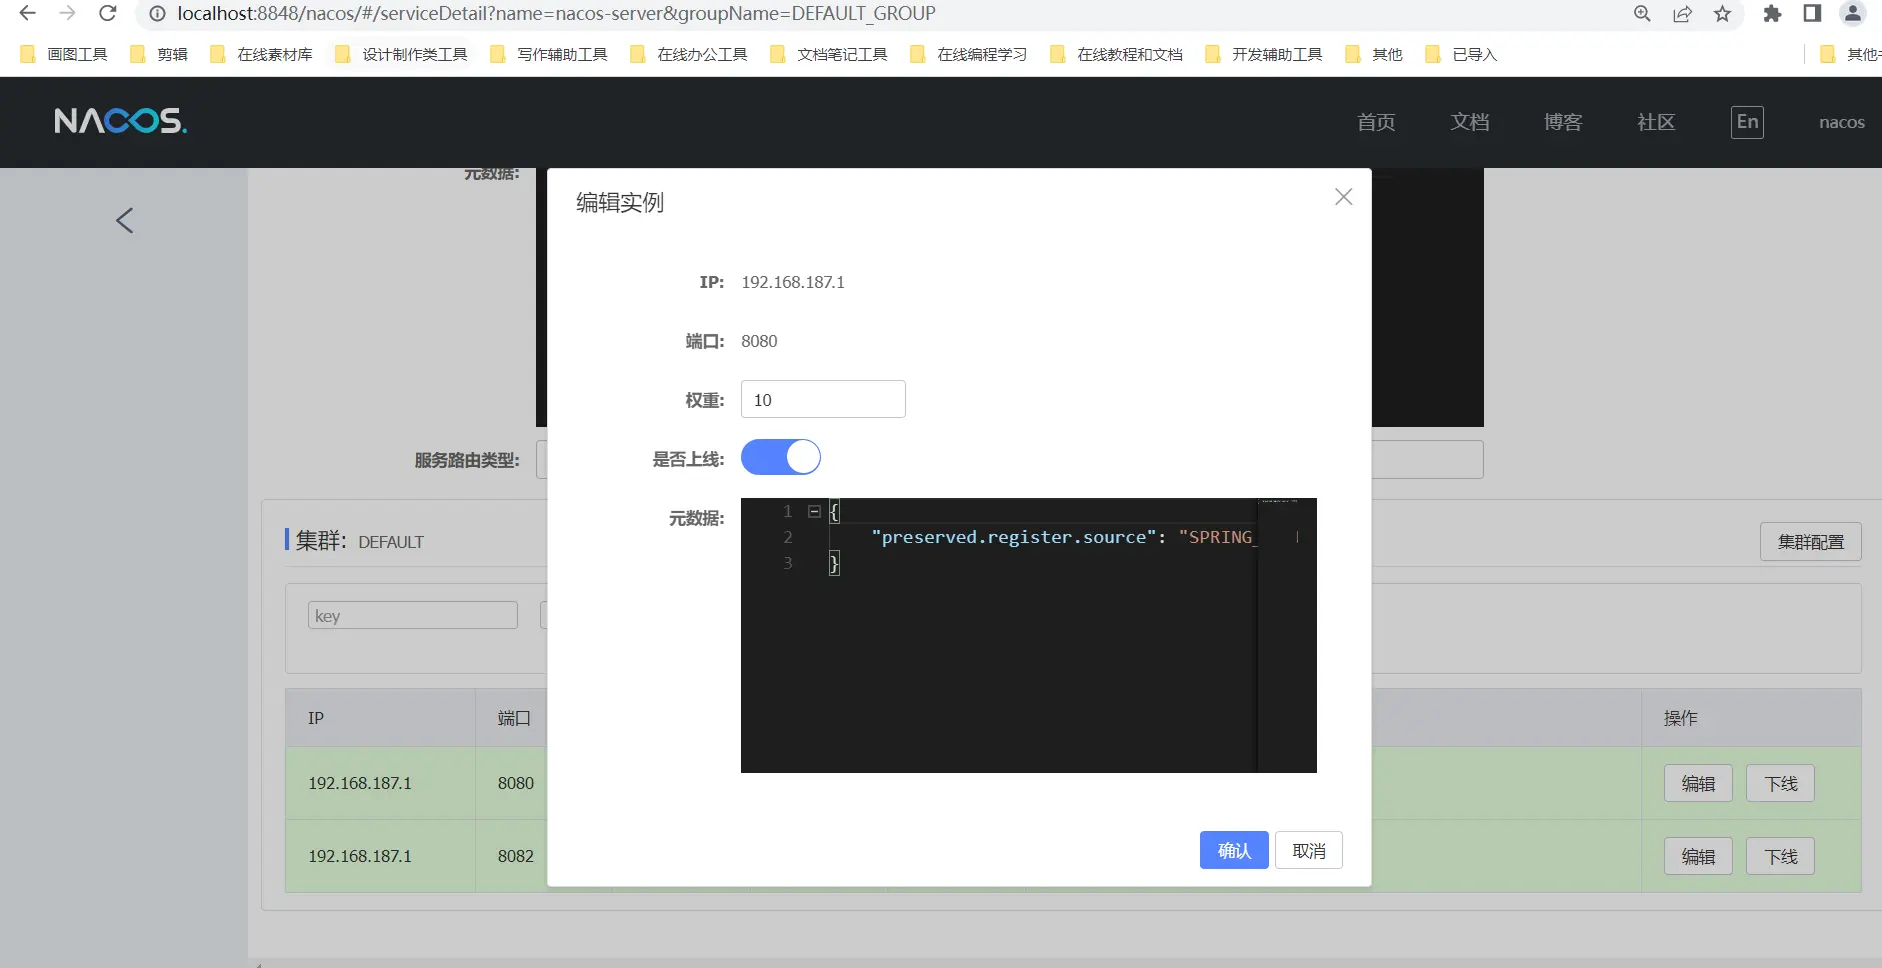 localhost:8848/nacos/#/serviceDetail?name=nacos-server&groupName=DEFAULT_GROUP
画图工具 剪辑 在线素材库 设计制作类工具 写作辅助工具 在线办公工具 文档笔记工具 在线编程学习 在线教程和文档 开发辅助工具 其他 已导入 其他
NACOS. 首页 文档 博客 社区 En nacos
元数据:
编辑实例
IP: 192.168.187.1
端口: 8080
权重: 10
是否上线:
元数据:
1 {
2 "preserved.register.source": "SPRING_
3 }
确认 取消
服务路由类型:
集群: DEFAULT 集群配置
key
IP 端口 操作
192.168.187.1 8080 编辑 下线
192.168.187.1 8082 编辑 下线